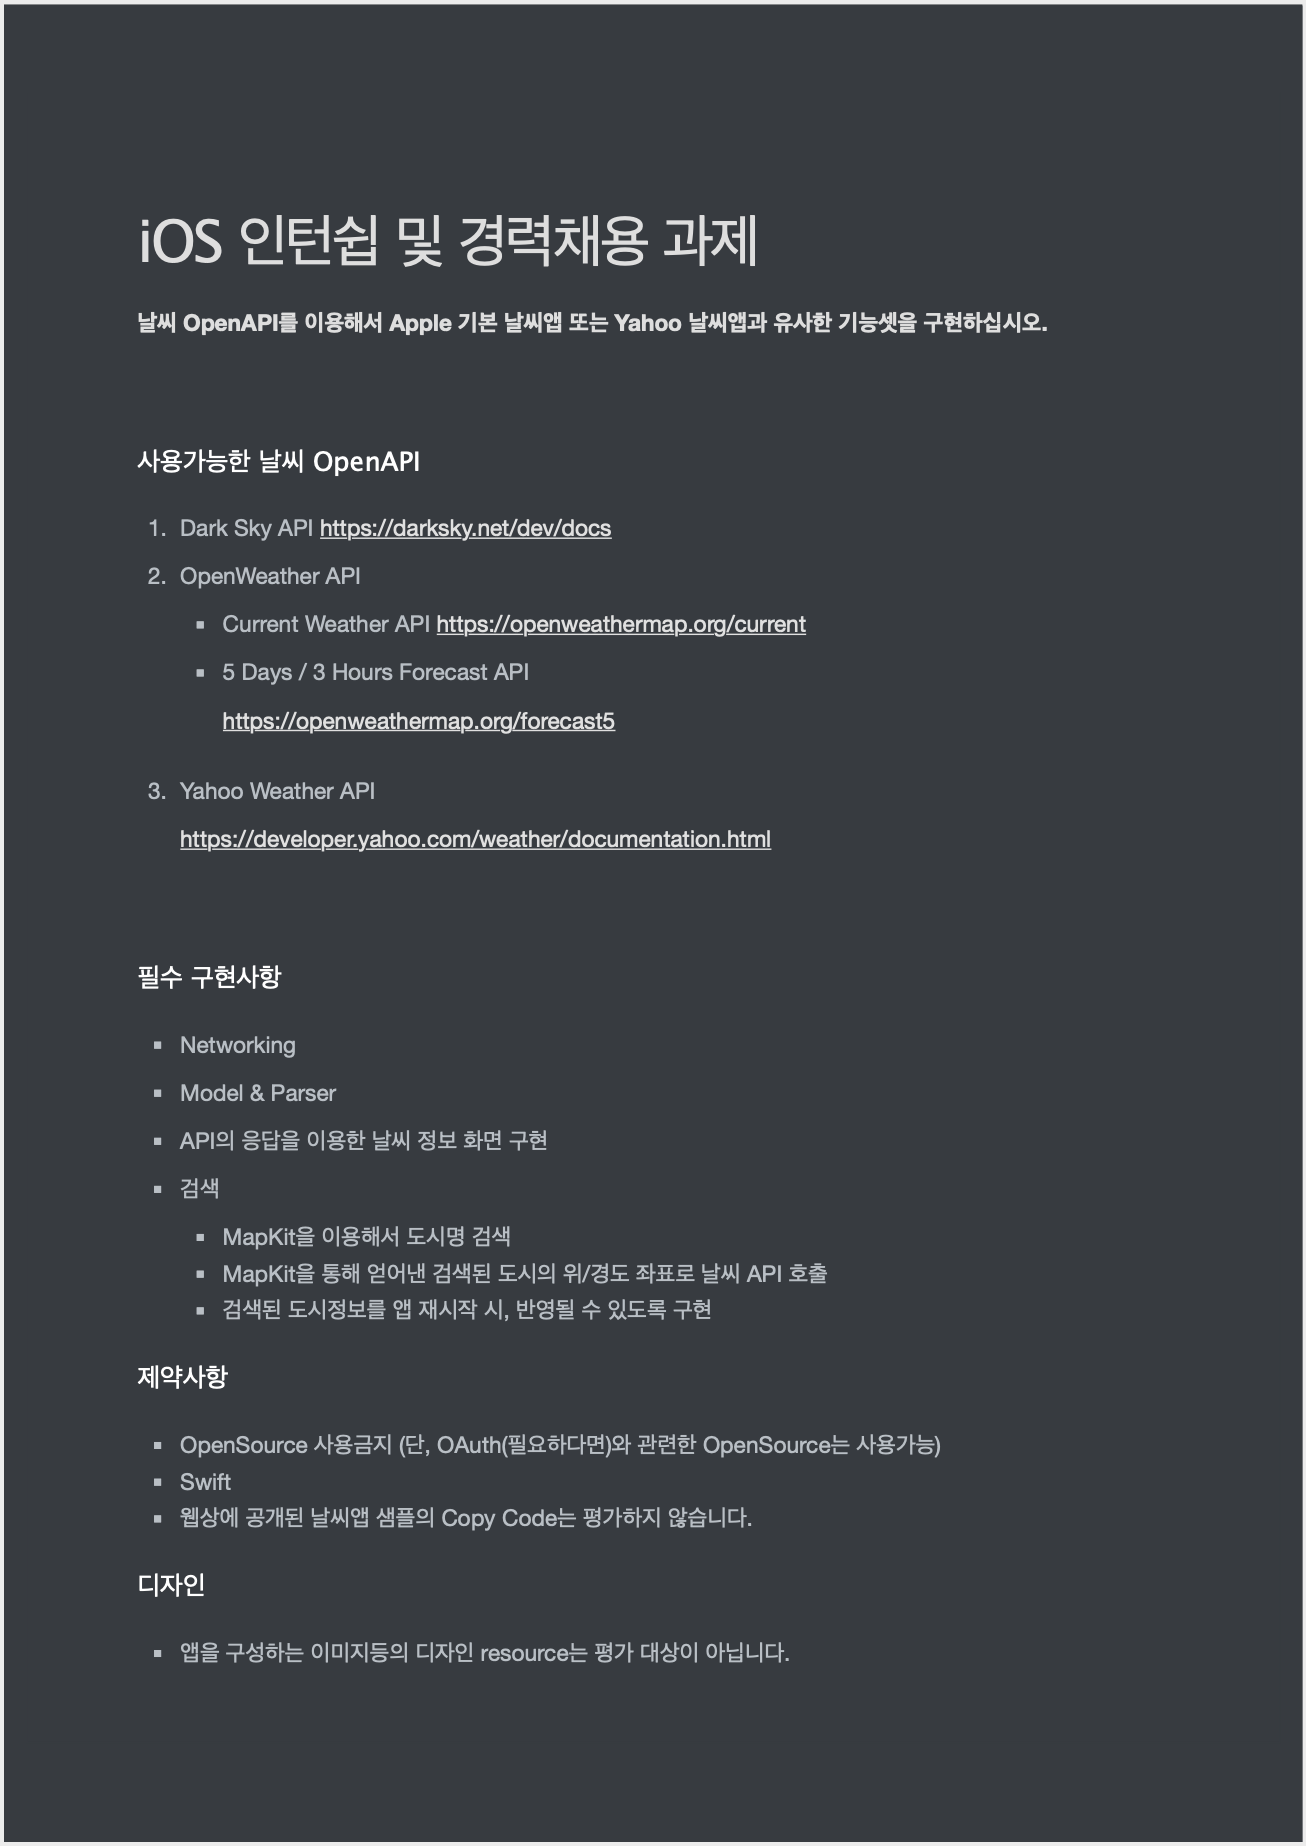 iOS 인턴쉽 및 경력채용 과제
날씨 OpenAPI를 이용해서 Apple 기본 날씨앱 또는 Yahoo 날씨앱과 유사한 기능셋을 구현하십시오.
사용가능한 날씨 OpenAPI
1. Dark Sky API https://darksky.net/dev/docs
2. OpenWeather API
▪ Current Weather API https://openweathermap.org/current
▪ 5 Days / 3 Hours Forecast API
https://openweathermap.org/forecast5
3. Yahoo Weather API
https://developer.yahoo.com/weather/documentation.html
필수 구현사항
▪ Networking
▪ Model & Parser
▪ API의 응답을 이용한 날씨 정보 화면 구현
▪ 검색
▪ MapKit을 이용해서 도시명 검색
▪ MapKit을 통해 얻어낸 검색된 도시의 위/경도 좌표로 날씨 API 호출
▪ 검색된 도시정보를 앱 재시작 시, 반영될 수 있도록 구현
제약사항
▪ OpenSource 사용금지 (단, OAuth(필요하다면)와 관련한 OpenSource는 사용가능)
▪ Swift
▪ 웹상에 공개된 날씨앱 샘플의 Copy Code는 평가하지 않습니다.
디자인
▪ 앱을 구성하는 이미지등의 디자인 resource는 평가 대상이 아닙니다.